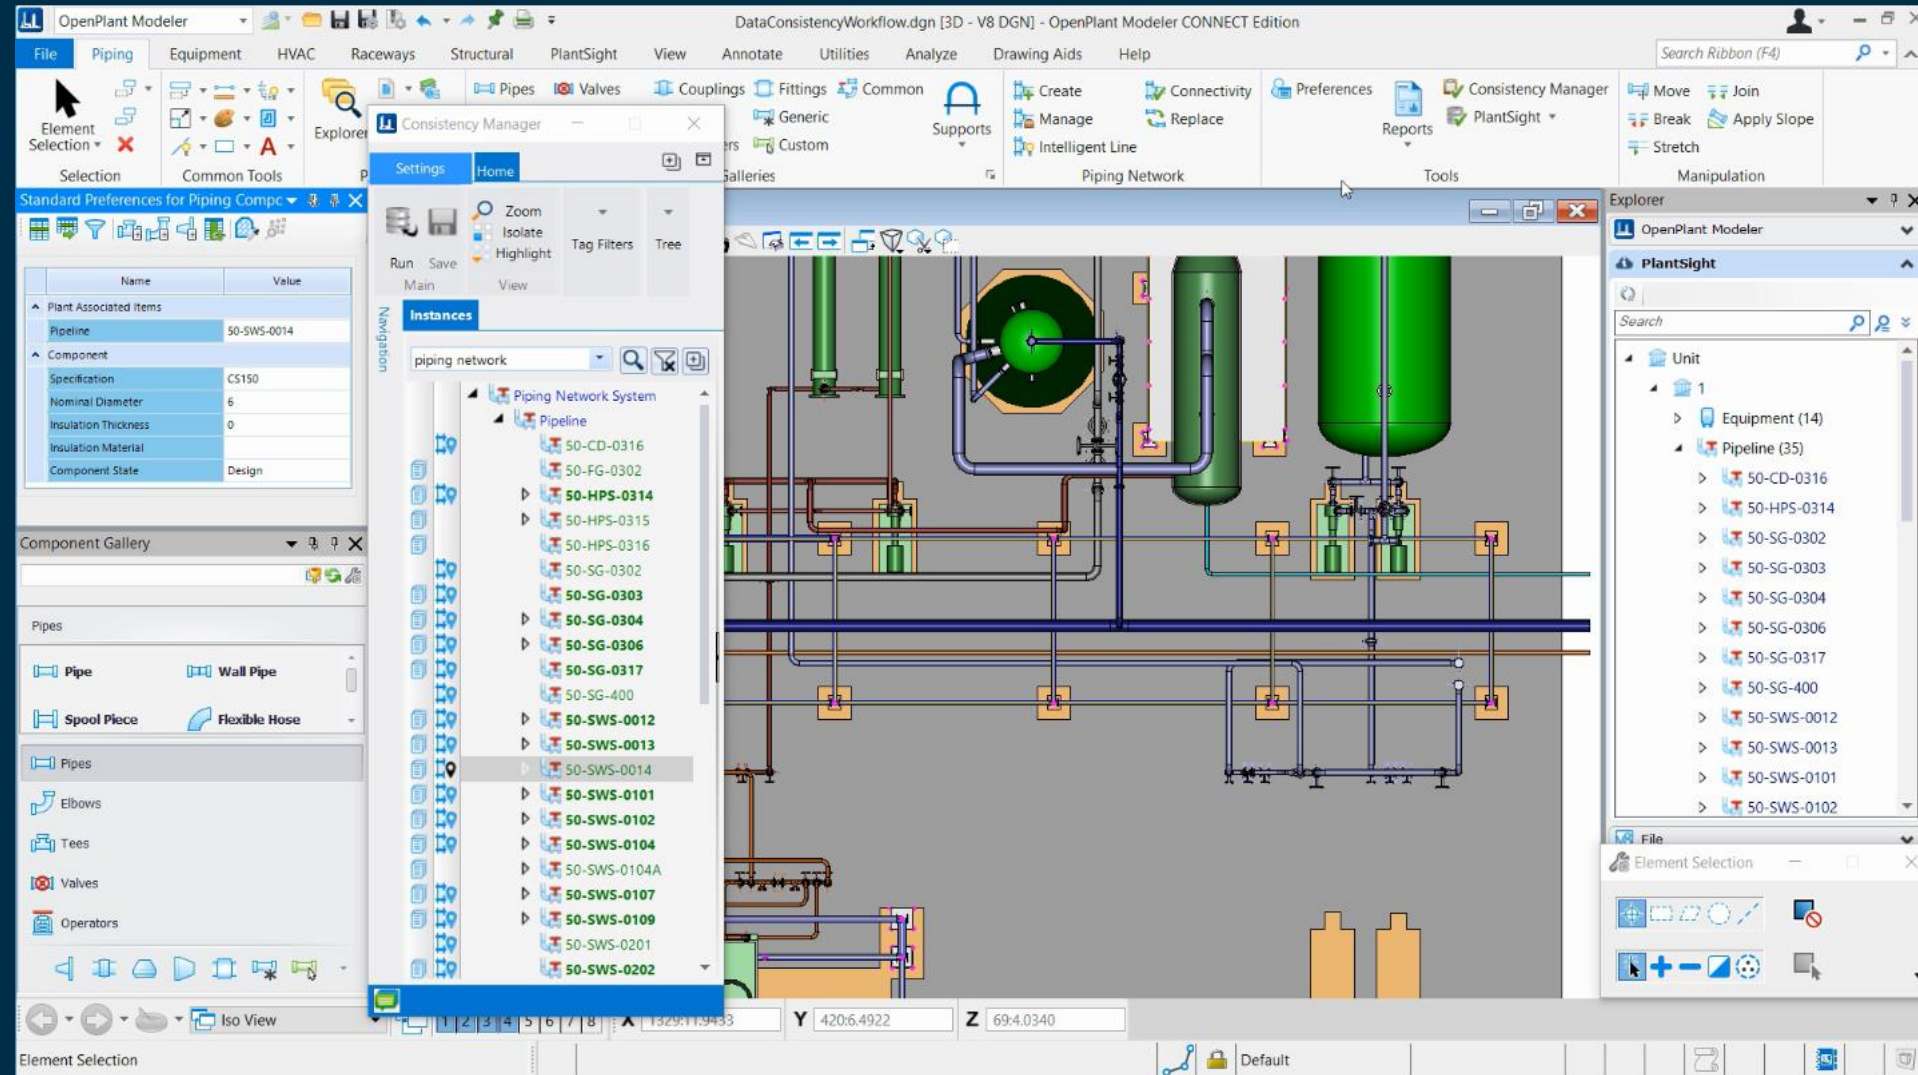 OpenPlant Modeler
DataConsistencyWorkflow.dgn [3D - V8 DGN] - OpenPlant Modeler CONNECT Edition
File Piping Equipment HVAC Raceways Structural PlantSight View Annotate Utilities Analyze Drawing Aids Help
Search Ribbon (F4)
Element Selection
Explorer
Pipes Valves Couplings Fittings Common
Generic
Custom
Supports
Create Connectivity
Manage Replace
Intelligent Line
Preferences
Reports
Consistency Manager
PlantSight
Move Join
Break Apply Slope
Stretch
Selection Common Tools Piping Network Tools Manipulation
Standard Preferences for Piping Compc
Name Value
Plant Associated Items
Pipeline 50-SWS-0014
Component
Specification CS150
Nominal Diameter 6
Insulation Thickness 0
Insulation Material
Component State Design
Component Gallery
Pipes
Pipe Wall Pipe
Spool Piece Flexible Hose
Pipes
Elbows
Tees
Valves
Operators
Consistency Manager
Settings Home
Run Save
Zoom
Isolate
Highlight
Tag Filters
Tree
Main View
Navigation
Instances
piping network
Piping Network System
Pipeline
50-CD-0316
50-FG-0302
50-HPS-0314
50-HPS-0315
50-HPS-0316
50-SG-0302
50-SG-0303
50-SG-0304
50-SG-0306
50-SG-0317
50-SG-400
50-SWS-0012
50-SWS-0013
50-SWS-0014
50-SWS-0101
50-SWS-0102
50-SWS-0104
50-SWS-0104A
50-SWS-0107
50-SWS-0109
50-SWS-0201
50-SWS-0202
Explorer
OpenPlant Modeler
PlantSight
Search
Unit
1
Equipment (14)
Pipeline (35)
50-CD-0316
50-HPS-0314
50-SG-0302
50-SG-0303
50-SG-0304
50-SG-0306
50-SG-0317
50-SG-400
50-SWS-0012
50-SWS-0013
50-SWS-0101
50-SWS-0102
File
Element Selection
Iso View
1 2 3 4 5 6 7 8
X 1329:11.9433
Y 420:6.4922
Z 69:4.0340
Element Selection
Default